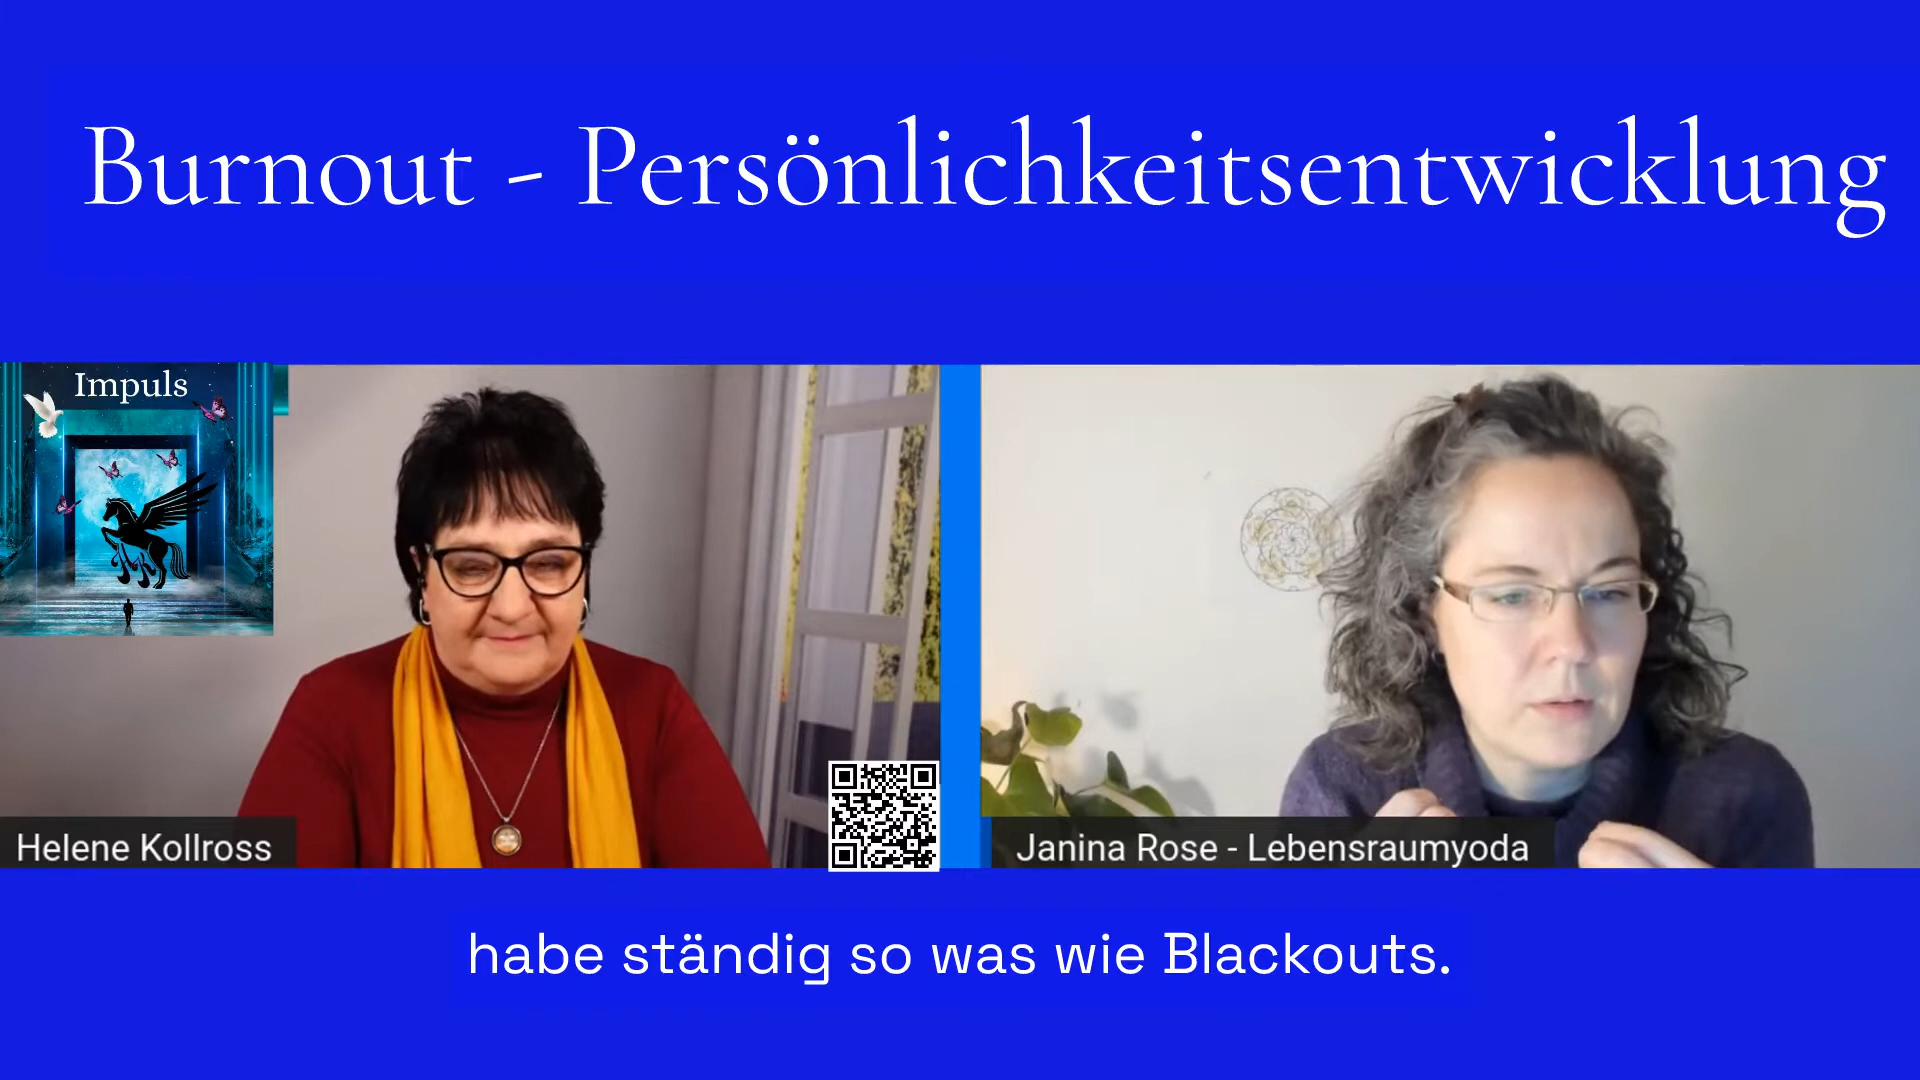 Burnout - Persönlichkeitsentwicklung
Impuls
Helene Kollross
Janina Rose - Lebensraumyoda
habe ständig so was wie Blackouts.